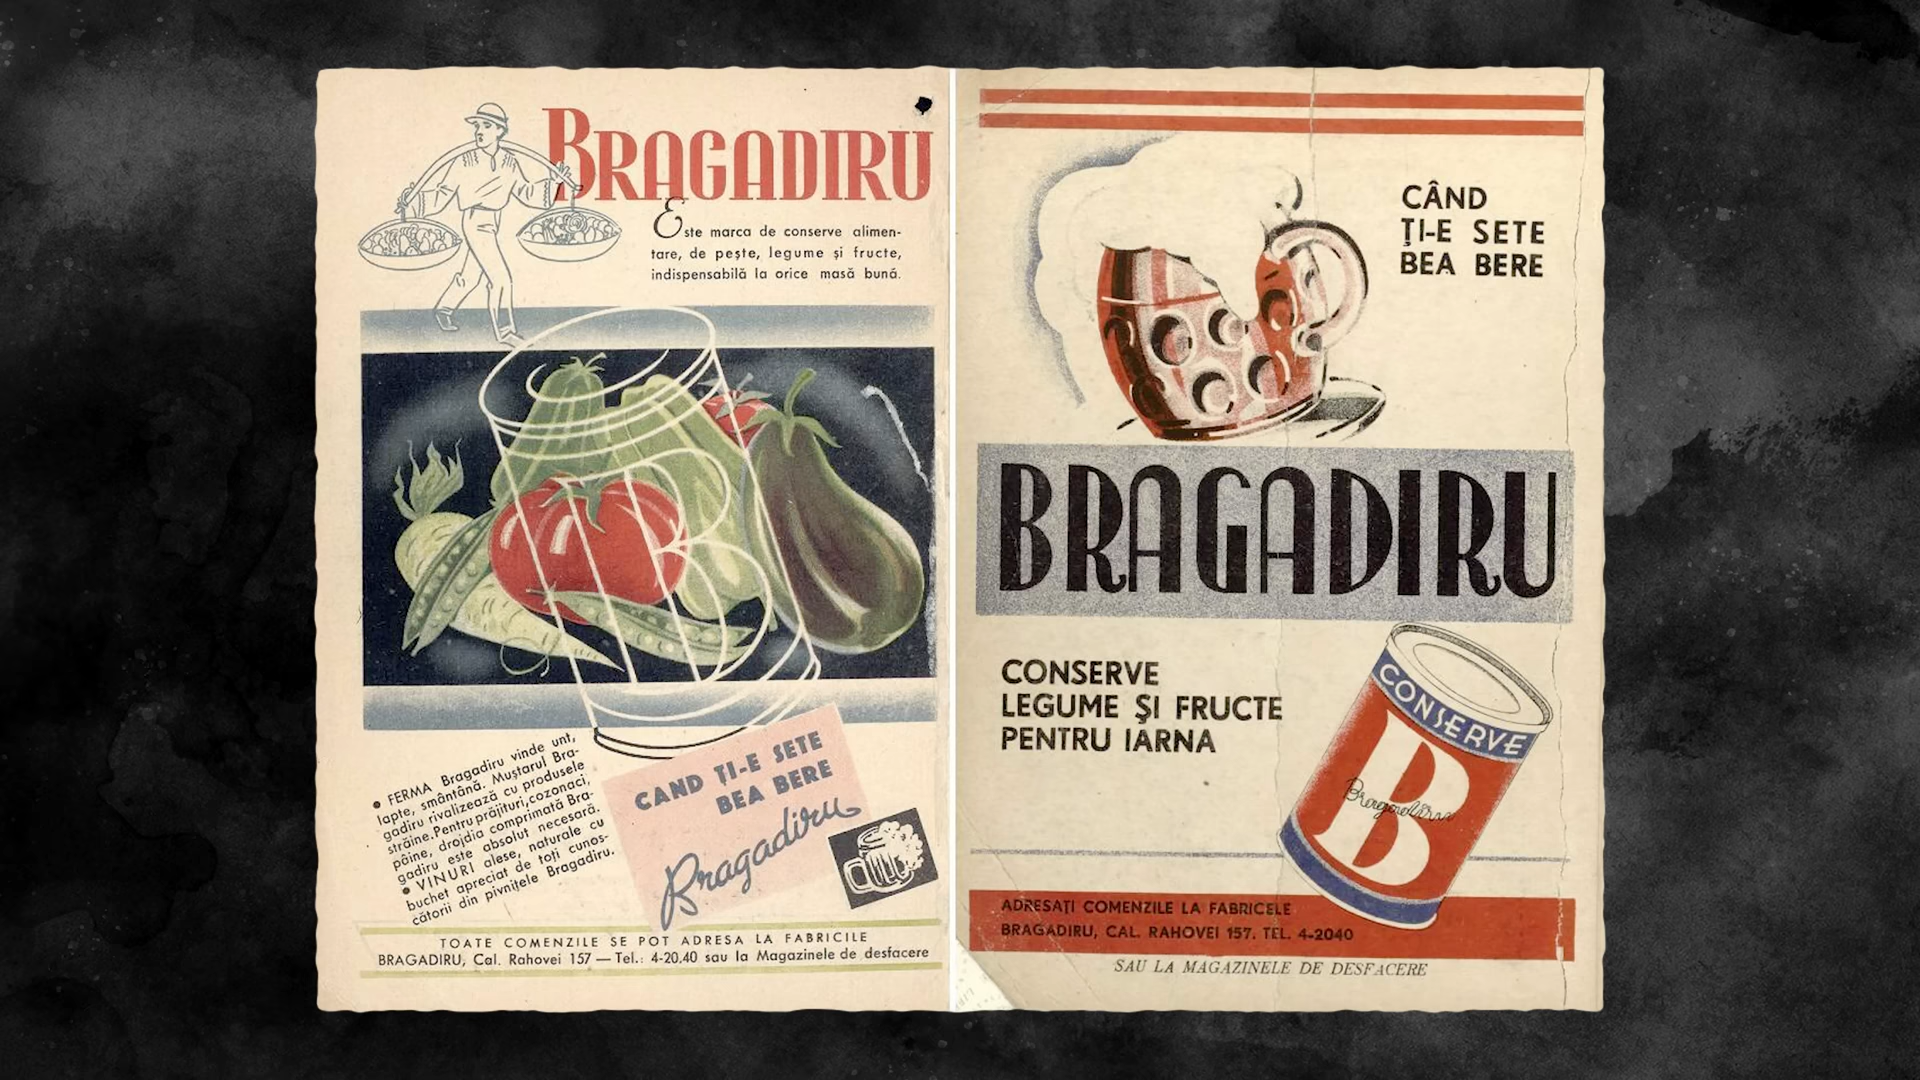 BRAGADIRU
Este marca de conserve alimen-
tare, de pește, legume și fructe,
indispensabilă la orice masă bună.
B
• FERMA Bragadiru vinde unt,
lapte, smântână. Muștarul Bra-
gadiru rivalizează cu produsele
străine. Pentru prăjituri, cozonaci,
pâine, drojdia comprimată Bra-
gadiru este absolut necesară.
• VINURI alese, naturale cu
buchet apreciat de toți cunos-
cătorii din pivnițele Bragadiru.
CAND ȚI-E SETE
BEA BERE
Bragadiru
TOATE COMENZILE SE POT ADRESA LA FABRICILE
BRAGADIRU, Cal. Rahovei 157 — Tel.: 4-20.40 sau la Magazinele de desfacere
CÂND
ȚI-E SETE
BEA BERE
BRAGADIRU
CONSERVE
LEGUME ȘI FRUCTE
PENTRU IARNA
CONSERVE
B
Bragadiru
ADRESAȚI COMENZILE LA FABRICELE
BRAGADIRU, CAL. RAHOVEI 157. TEL. 4-2040
SAU LA MAGAZINELE DE DESFACERE